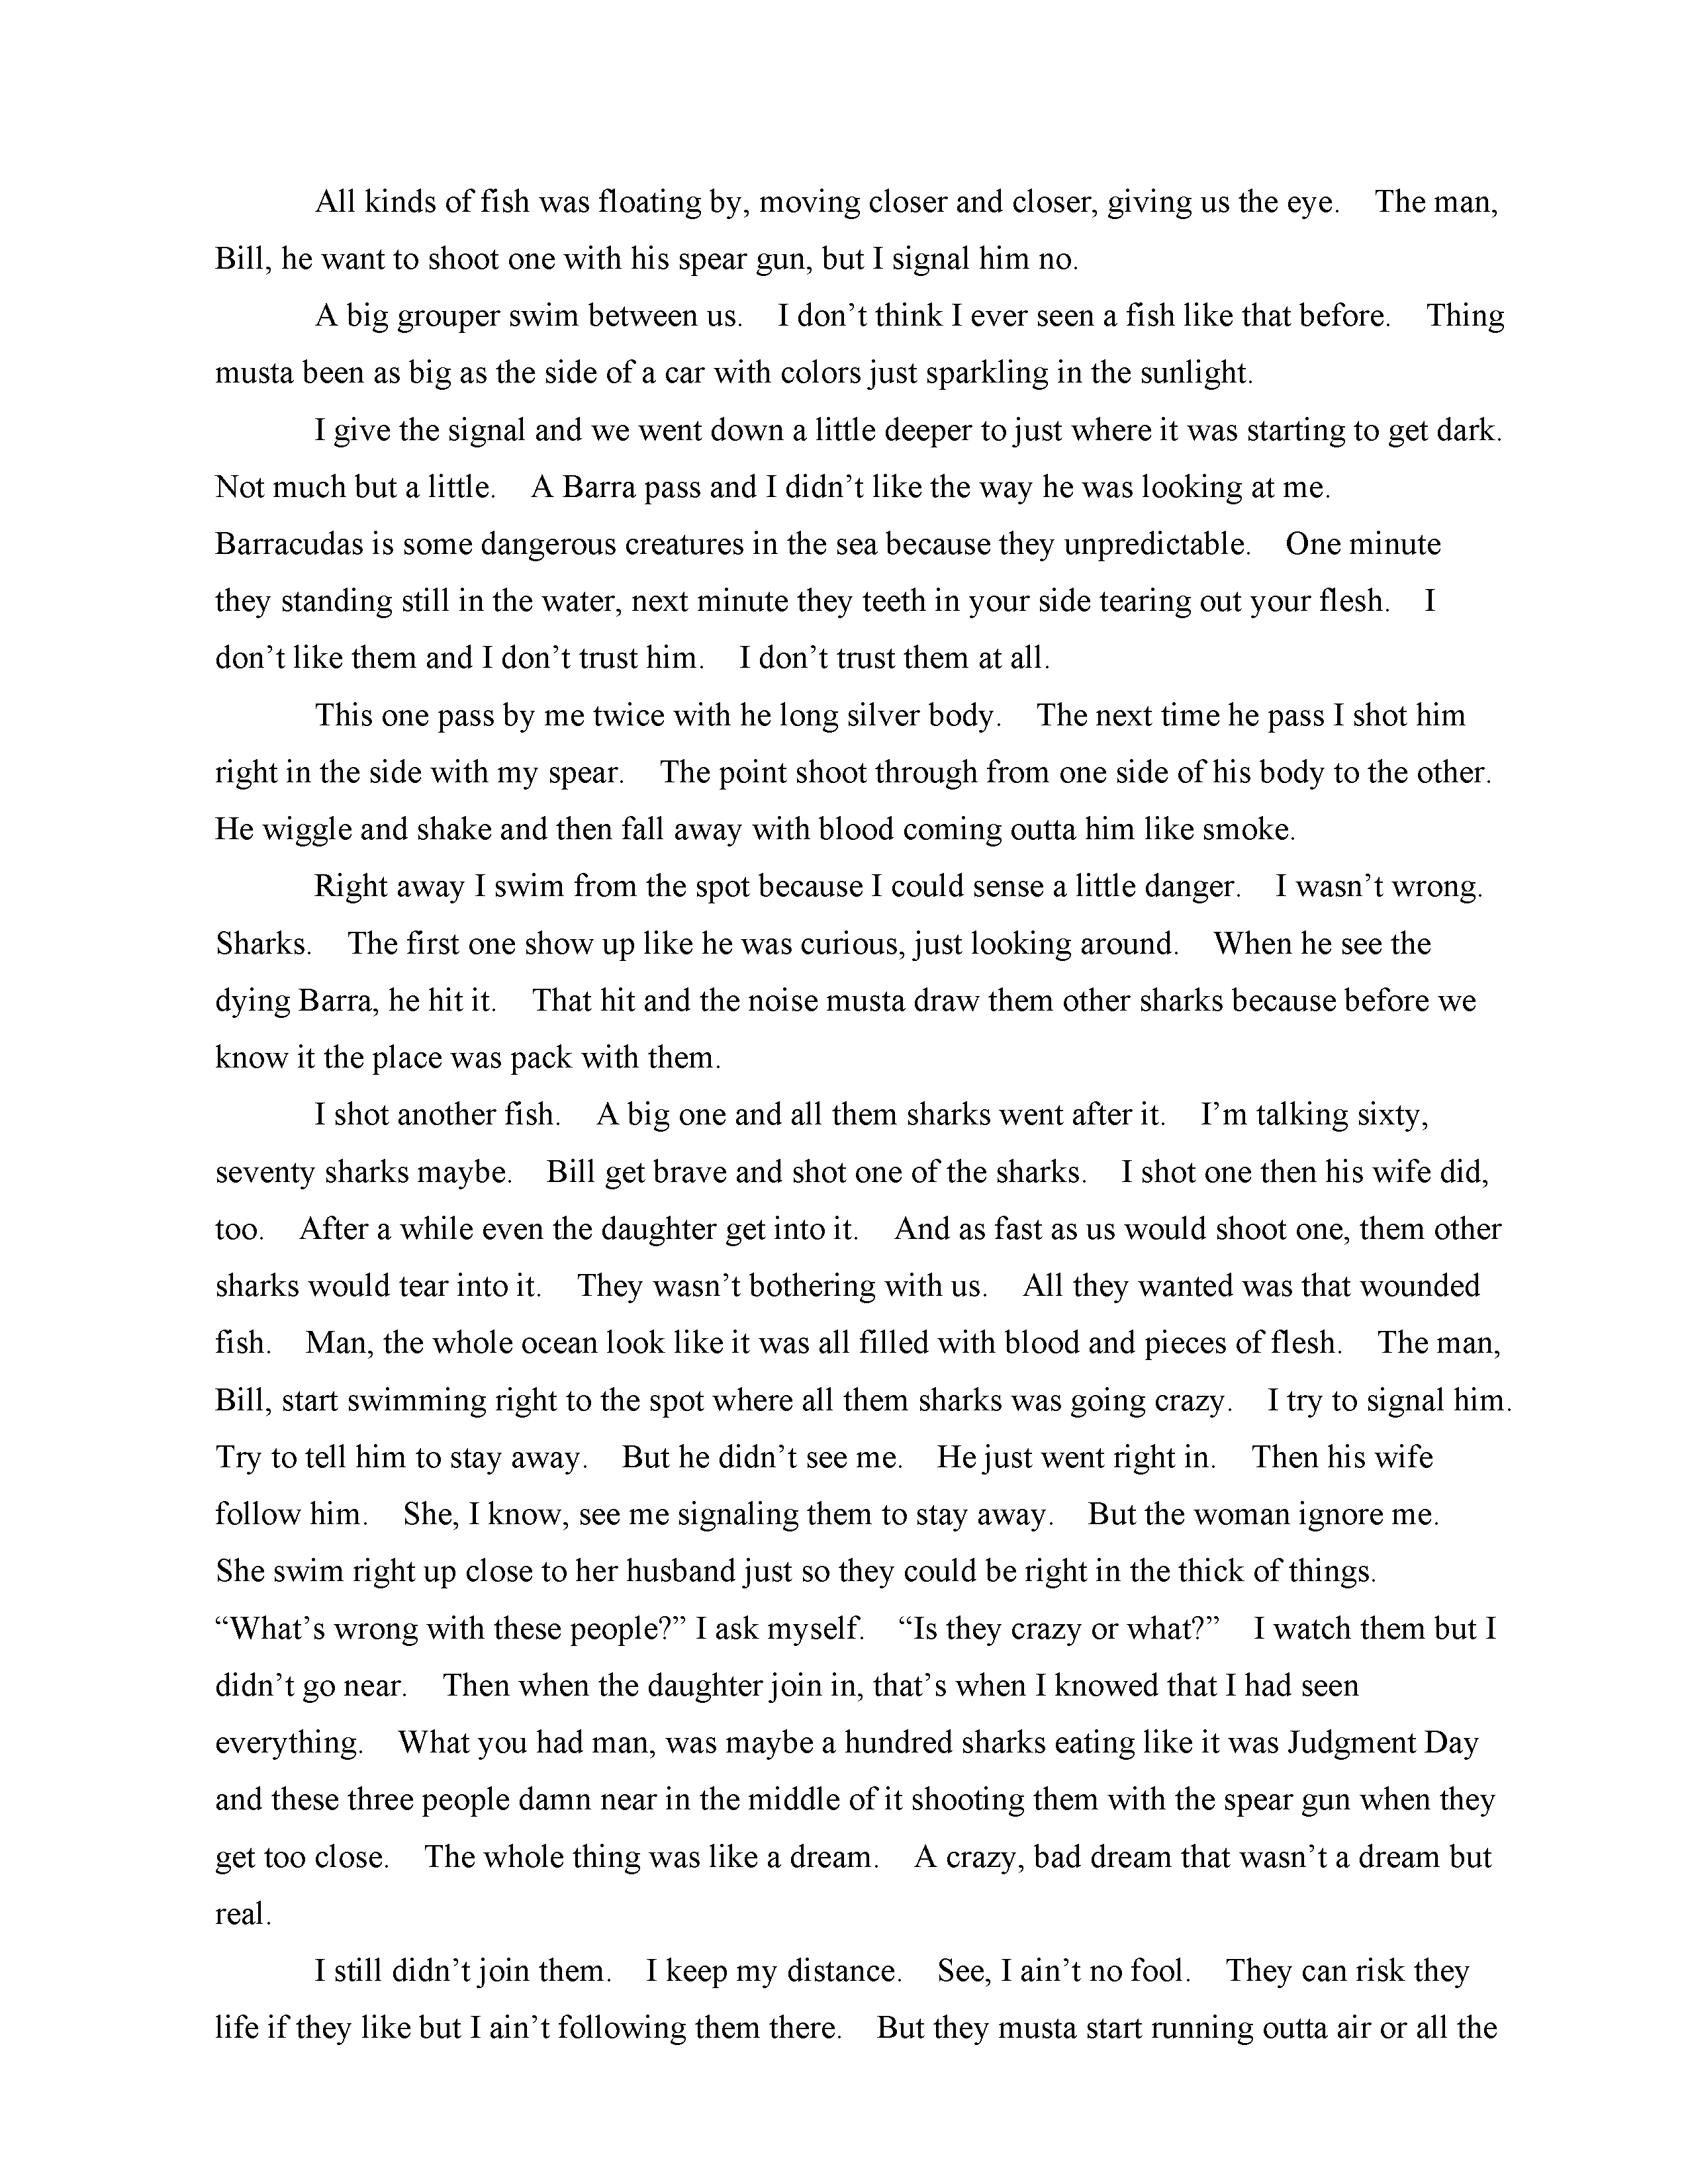 All kinds of fish was floating by, moving closer and closer, giving us the eye. The man,
Bill, he want to shoot one with his spear gun, but I signal him no.
A big grouper swim between us. I don’t think I ever seen a fish like that before. Thing
musta been as big as the side of a car with colors just sparkling in the sunlight.
I give the signal and we went down a little deeper to just where it was starting to get dark.
Not much but a little. A Barra pass and I didn’t like the way he was looking at me.
Barracudas is some dangerous creatures in the sea because they unpredictable. One minute
they standing still in the water, next minute they teeth in your side tearing out your flesh. I
don’t like them and I don’t trust him. I don’t trust them at all.
This one pass by me twice with he long silver body. The next time he pass I shot him
right in the side with my spear. The point shoot through from one side of his body to the other.
He wiggle and shake and then fall away with blood coming outta him like smoke.
Right away I swim from the spot because I could sense a little danger. I wasn’t wrong.
Sharks. The first one show up like he was curious, just looking around. When he see the
dying Barra, he hit it. That hit and the noise musta draw them other sharks because before we
know it the place was pack with them.
I shot another fish. A big one and all them sharks went after it. I’m talking sixty,
seventy sharks maybe. Bill get brave and shot one of the sharks. I shot one then his wife did,
too. After a while even the daughter get into it. And as fast as us would shoot one, them other
sharks would tear into it. They wasn’t bothering with us. All they wanted was that wounded
fish. Man, the whole ocean look like it was all filled with blood and pieces of flesh. The man,
Bill, start swimming right to the spot where all them sharks was going crazy. I try to signal him.
Try to tell him to stay away. But he didn’t see me. He just went right in. Then his wife
follow him. She, I know, see me signaling them to stay away. But the woman ignore me.
She swim right up close to her husband just so they could be right in the thick of things.
“What’s wrong with these people?” I ask myself. “Is they crazy or what?” I watch them but I
didn’t go near. Then when the daughter join in, that’s when I knowed that I had seen
everything. What you had man, was maybe a hundred sharks eating like it was Judgment Day
and these three people damn near in the middle of it shooting them with the spear gun when they
get too close. The whole thing was like a dream. A crazy, bad dream that wasn’t a dream but
real.
I still didn’t join them. I keep my distance. See, I ain’t no fool. They can risk they
life if they like but I ain’t following them there. But they musta start running outta air or all the